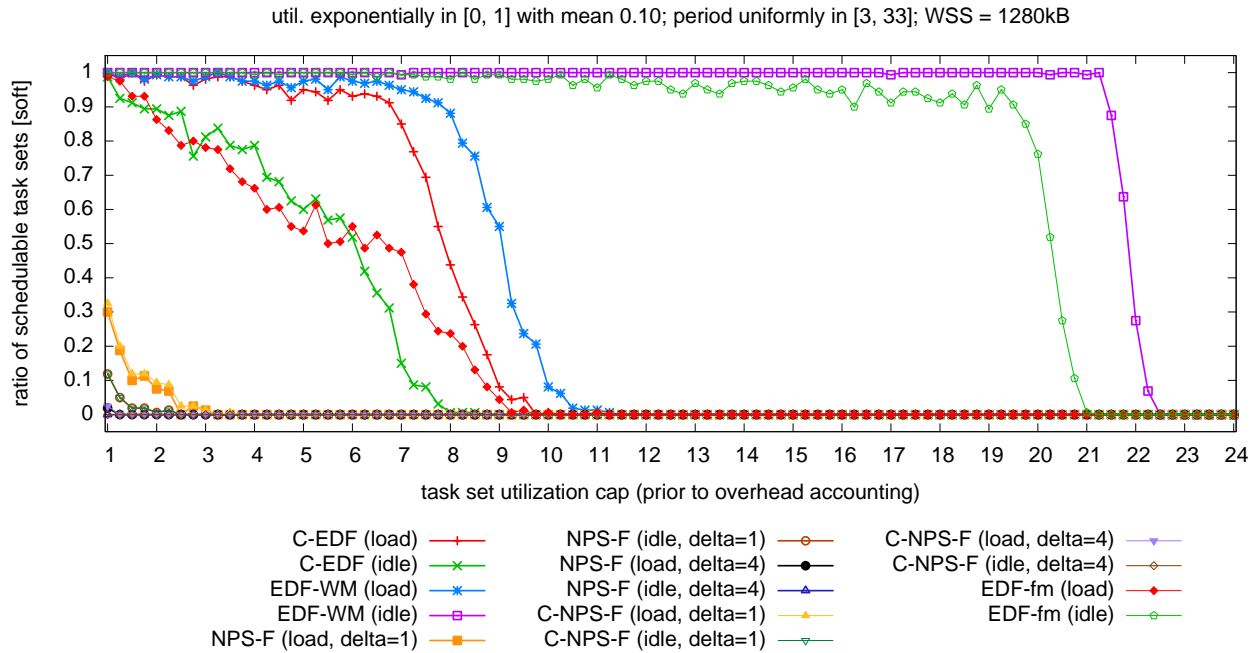 util. exponentially in [0, 1] with mean 0.10; period uniformly in [3, 33]; WSS = 1280kB
ratio of schedulable task sets [soft]
1
0.9
0.8
0.7
0.6
0.5
0.4
0.3
0.2
0.1
0
1 2 3 4 5 6 7 8 9 10 11 12 13 14 15 16 17 18 19 20 21 22 23 24
task set utilization cap (prior to overhead accounting)
C-EDF (load)
C-EDF (idle)
EDF-WM (load)
EDF-WM (idle)
NPS-F (load, delta=1)
NPS-F (idle, delta=1)
NPS-F (load, delta=4)
NPS-F (idle, delta=4)
C-NPS-F (load, delta=1)
C-NPS-F (idle, delta=1)
C-NPS-F (load, delta=4)
C-NPS-F (idle, delta=4)
EDF-fm (load)
EDF-fm (idle)